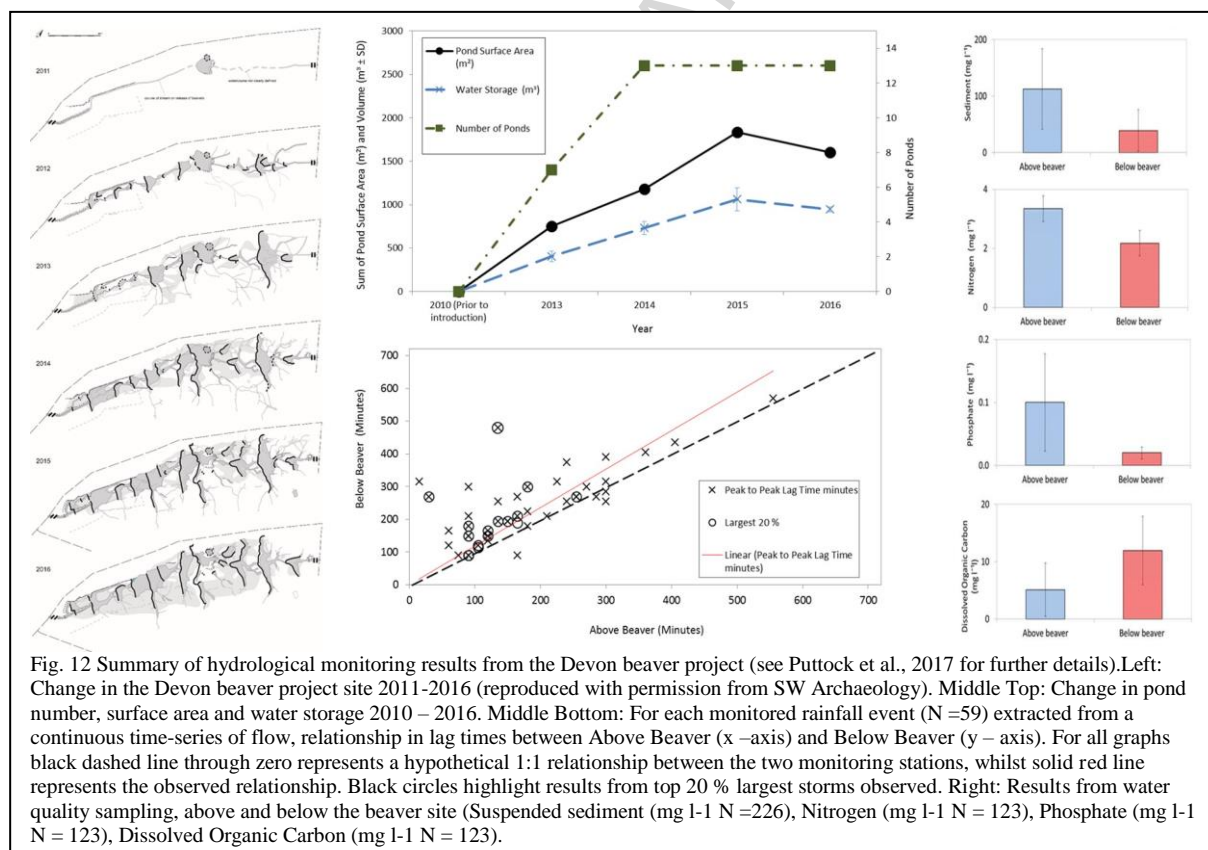 2011
2012
2013
2014
2015
2016
3000
2500
2000
1500
1000
500
0
Sum of Pond Surface Area (m²) and Volume (m³ ± SD)
Pond Surface Area
(m²)
Water Storage (m³)
Number of Ponds
14
12
10
8
6
4
2
0
Number of Ponds
2010 (Prior to
introduction)
2013
2014
2015
2016
Year
700
600
500
400
300
200
100
0
Below Beaver (Minutes)
Peak to Peak Lag Time minutes
Largest 20 %
Linear (Peak to Peak Lag Time
minutes)
0
100
200
300
400
500
600
700
Above Beaver (Minutes)
200
100
0
Sediment (mg l⁻¹)
Above beaver
Below beaver
4
2
0
Nitrogen (mg l⁻¹)
Above beaver
Below beaver
0.2
0.1
0.0
Phosphate (mg l⁻¹)
Above beaver
Below beaver
20
10
0
Dissolved Organic Carbon
(mg l⁻¹)
Above beaver
Below beaver
Fig. 12 Summary of hydrological monitoring results from the Devon beaver project (see Puttock et al., 2017 for further details).Left:
Change in the Devon beaver project site 2011-2016 (reproduced with permission from SW Archaeology). Middle Top: Change in pond
number, surface area and water storage 2010 – 2016. Middle Bottom: For each monitored rainfall event (N =59) extracted from a
continuous time-series of flow, relationship in lag times between Above Beaver (x –axis) and Below Beaver (y – axis). For all graphs
black dashed line through zero represents a hypothetical 1:1 relationship between the two monitoring stations, whilst solid red line
represents the observed relationship. Black circles highlight results from top 20 % largest storms observed. Right: Results from water
quality sampling, above and below the beaver site (Suspended sediment (mg l-1 N =226), Nitrogen (mg l-1 N = 123), Phosphate (mg l-1
N = 123), Dissolved Organic Carbon (mg l-1 N = 123).